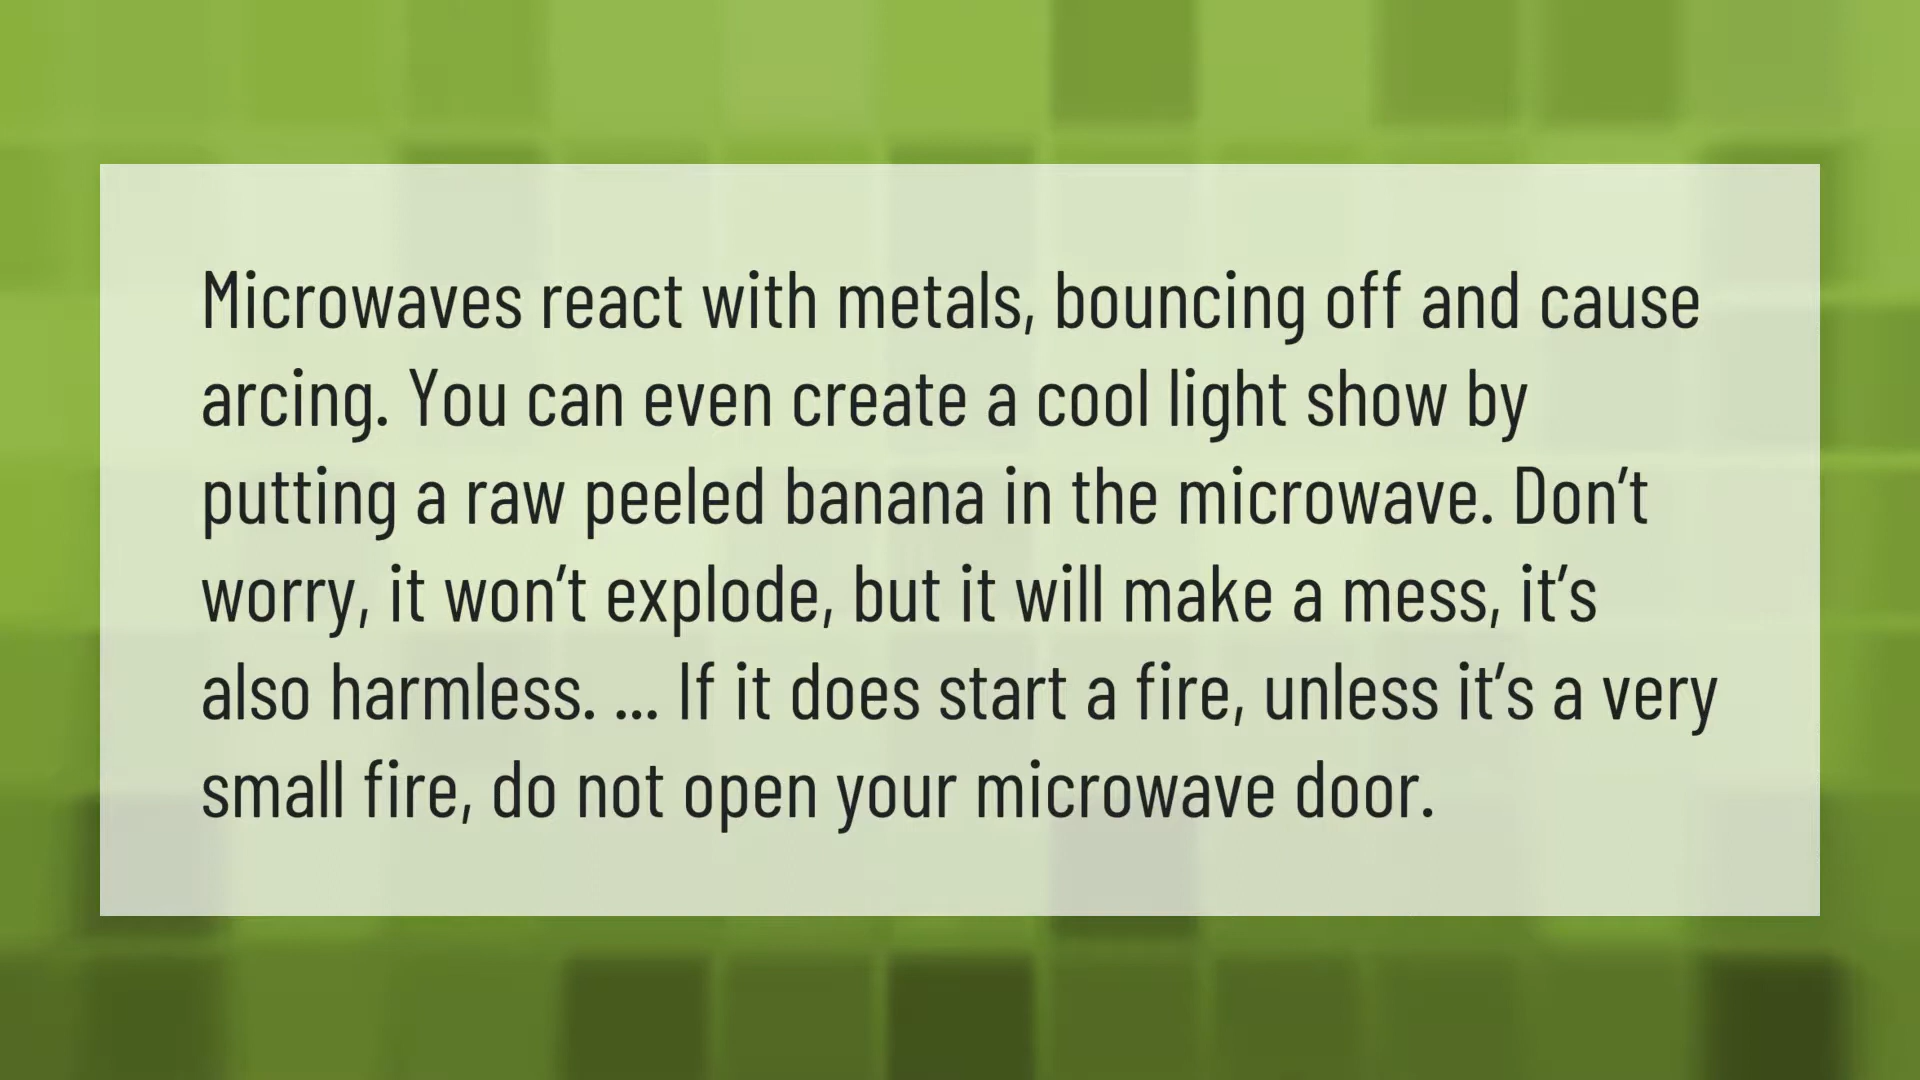 Microwaves react with metals, bouncing off and cause
arcing. You can even create a cool light show by
putting a raw peeled banana in the microwave. Don’t
worry, it won’t explode, but it will make a mess, it’s
also harmless. ... If it does start a fire, unless it’s a very
small fire, do not open your microwave door.